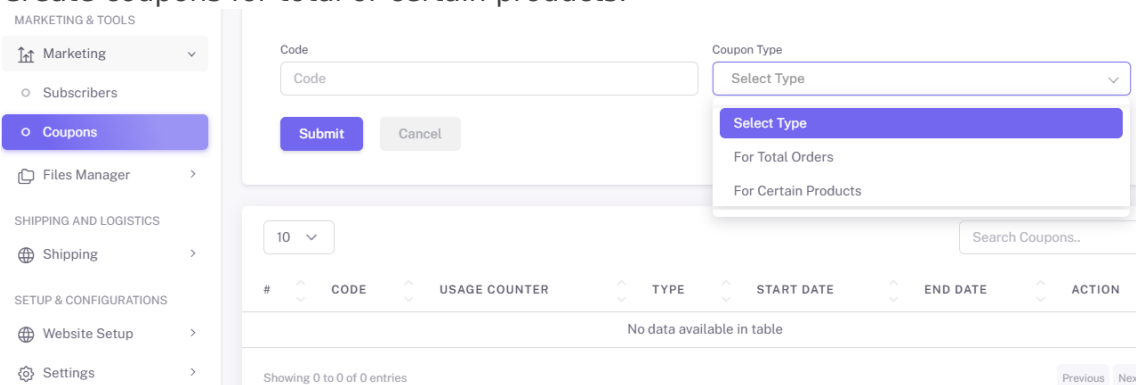 Create coupons for total or certain products.
MARKETING & TOOLS
Marketing
Subscribers
Coupons
Files Manager
SHIPPING AND LOGISTICS
Shipping
SETUP & CONFIGURATIONS
Website Setup
Settings
Code
Code
Submit Cancel
Coupon Type
Select Type
Select Type
For Total Orders
For Certain Products
10
Search Coupons..
# CODE USAGE COUNTER TYPE START DATE END DATE ACTION
No data available in table
Showing 0 to 0 of 0 entries
Previous Nex